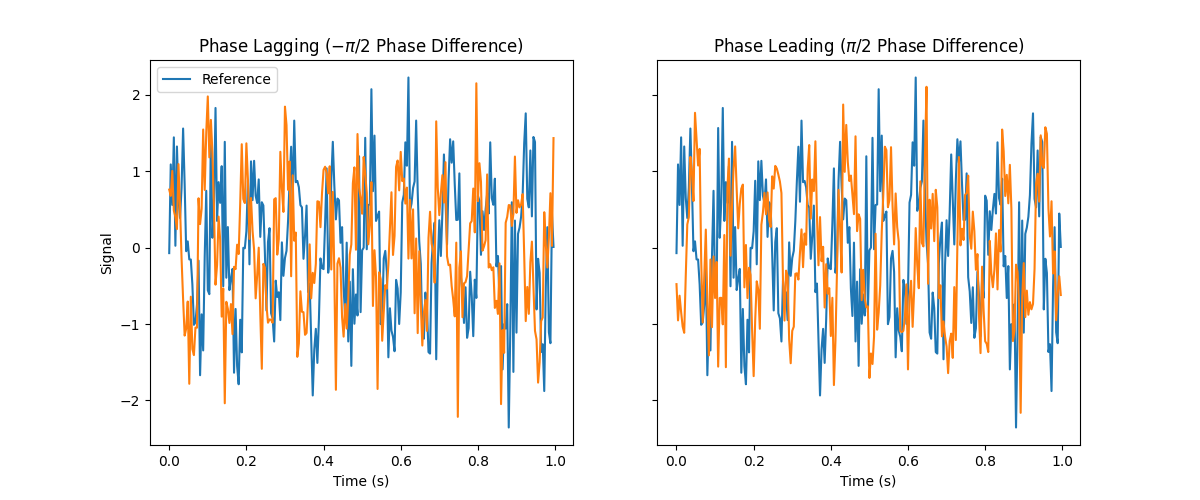 Phase Lagging (−π/2 Phase Difference)
Phase Leading (π/2 Phase Difference)
Reference
Signal
2
1
0
−1
−2
0.0 0.2 0.4 0.6 0.8 1.0
0.0 0.2 0.4 0.6 0.8 1.0
Time (s)
Time (s)